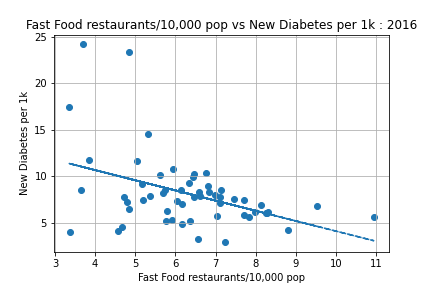 Fast Food restaurants/10,000 pop vs New Diabetes per 1k : 2016
New Diabetes per 1k
25
20
15
10
5
3 4 5 6 7 8 9 10 11
Fast Food restaurants/10,000 pop